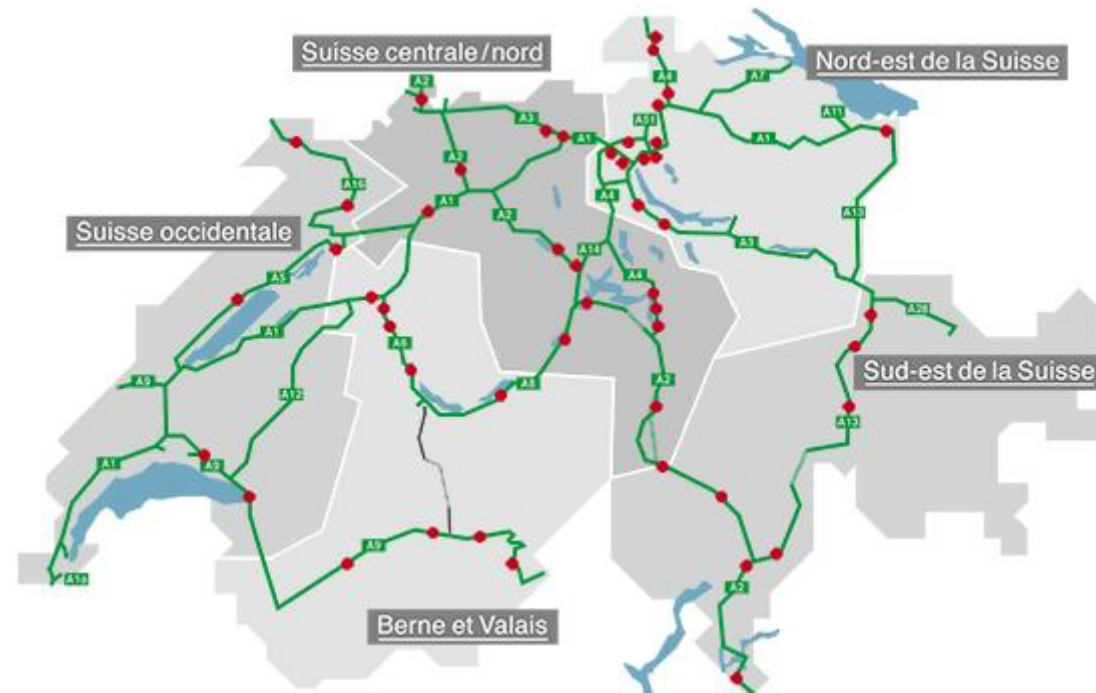 Suisse centrale/nord
Nord-est de la Suisse
A2
A4
A7
A3
A51
A11
A1
A1
A2
A16
A4
A13
A1
A2
Suisse occidentale
A14
A3
A5
A4
A28
A1
A6
A9
A8
A2
Sud-est de la Suisse
A12
A13
A1
A9
A9
A2
A1a
Berne et Valais